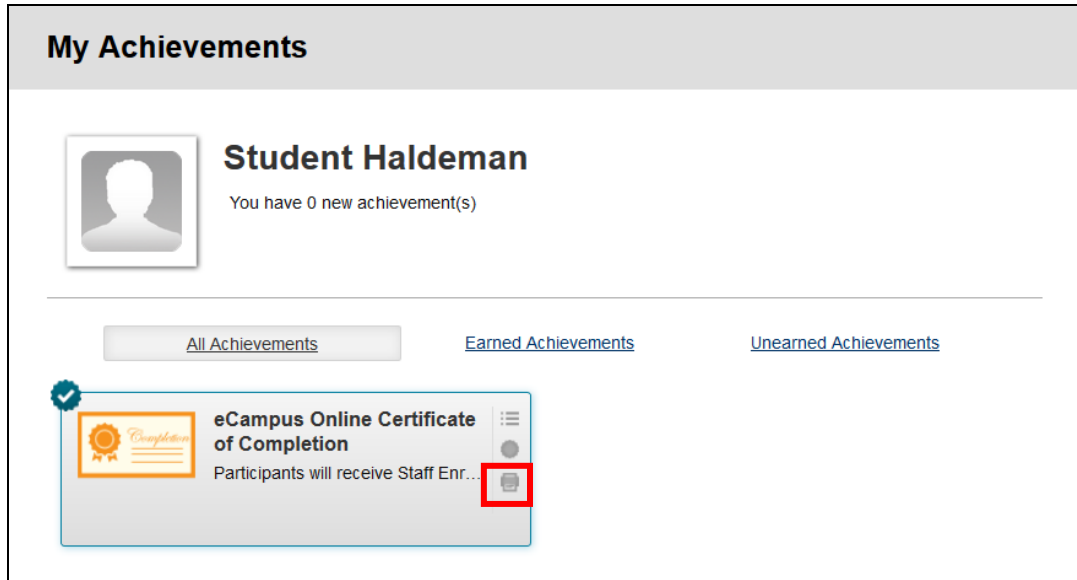 My Achievements
Student Haldeman
You have 0 new achievement(s)
All Achievements
Earned Achievements
Unearned Achievements
Completion
eCampus Online Certificate
of Completion
Participants will receive Staff Enr...